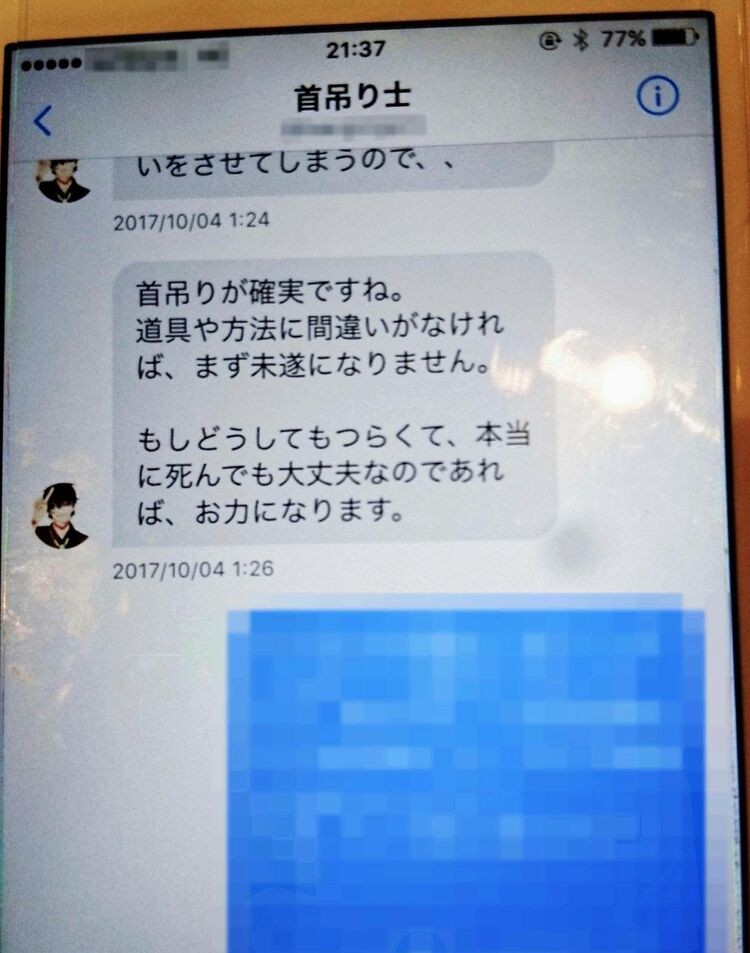 21:37
77%
首吊り士
いをさせてしまうので、、
2017/10/04 1:24
首吊りが確実ですね。
道具や方法に間違いがなけれ
ば、まず未遂になりません。
もしどうしてもつらくて、本当
に死んでも大丈夫なのであれ
ば、お力になります。
2017/10/04 1:26